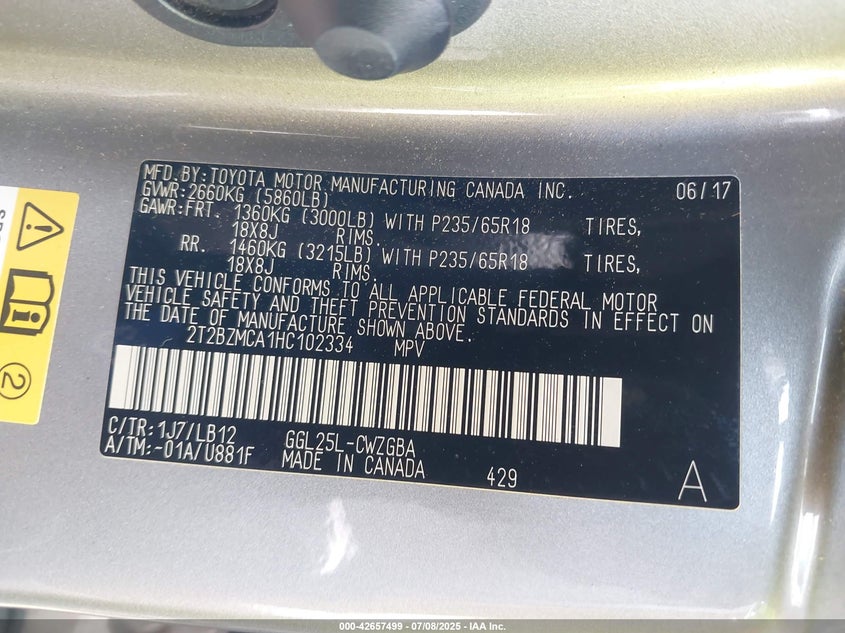 MFD.BY:TOYOTA MOTOR MANUFACTURING CANADA INC. 06/17
GVWR:2660KG (5860LB)
GAWR:FRT. 1360KG (3000LB) WITH P235/65R18 TIRES,
18X8J RIMS.
RR. 1460KG (3215LB) WITH P235/65R18 TIRES,
18X8J RIMS.
THIS VEHICLE CONFORMS TO ALL APPLICABLE FEDERAL MOTOR
VEHICLE SAFETY AND THEFT PREVENTION STANDARDS IN EFFECT ON
THE DATE OF MANUFACTURE SHOWN ABOVE.
2T2BZMCA1HC102334 MPV
C/TR:1J7/LB12 GGL25L-CWZGBA
A/TM:-01A/U881F MADE IN CANADA 429 A
2
000-42657499 - 07/08/2025 - IAA Inc.